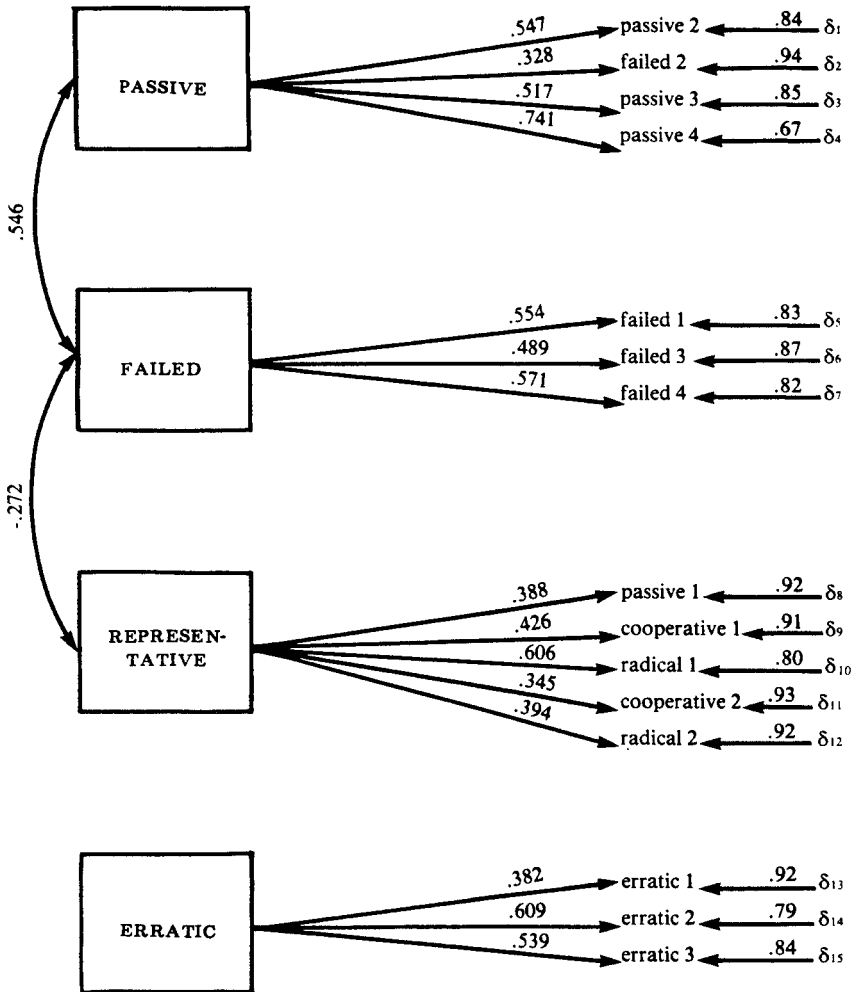 .547 passive 2 .84 δ1
.328 failed 2 .94 δ2
PASSIVE
.517 passive 3 .85 δ3
.741 passive 4 .67 δ4
.546
.554 failed 1 .83 δ5
FAILED
.489 failed 3 .87 δ6
.571 failed 4 .82 δ7
-.272
.388 passive 1 .92 δ8
.426 cooperative 1 .91 δ9
REPRESEN-
TATIVE
.606 radical 1 .80 δ10
.345 cooperative 2 .93 δ11
.394 radical 2 .92 δ12
.382 erratic 1 .92 δ13
ERRATIC
.609 erratic 2 .79 δ14
.539 erratic 3 .84 δ15